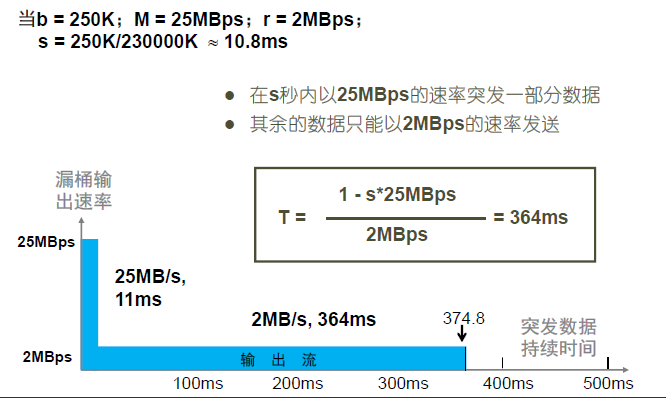 当b = 250K；M = 25MBps；r = 2MBps；
s = 250K/230000K ≈ 10.8ms
● 在s秒内以25MBps的速率突发一部分数据
● 其余的数据只能以2MBps的速率发送
漏桶输
出速率
1 - s*25MBps
T = = 364ms
2MBps
25MBps
25MB/s,
11ms
2MB/s, 364ms
374.8
突发数据
持续时间
2MBps
输 出 流
100ms 200ms 300ms 400ms 500ms